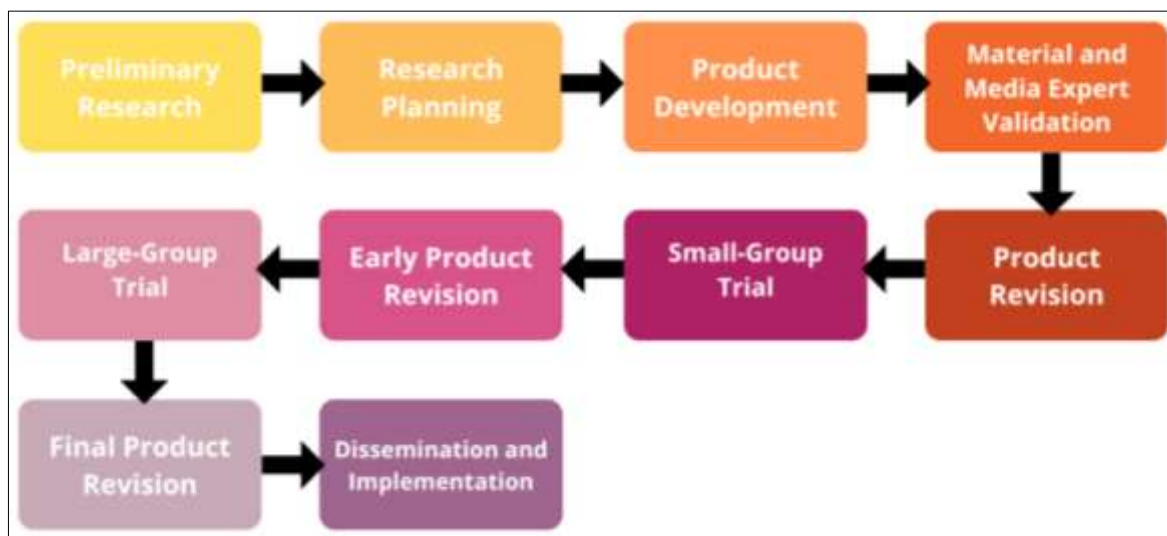 Preliminary
Research
Research
Planning
Product
Development
Material and
Media Expert
Validation
Product
Revision
Small-Group
Trial
Early Product
Revision
Large-Group
Trial
Final Product
Revision
Dissemination and
Implementation